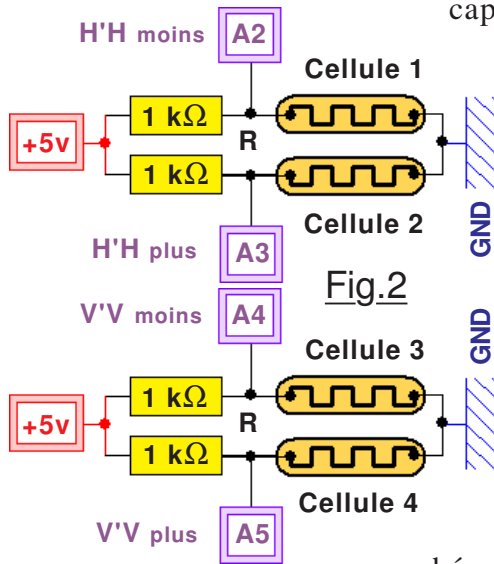 cap
H'H moins
A2
Cellule 1
1 kΩ
+5v
R
1 kΩ
Cellule 2
H'H plus
A3
GND
Fig.2
V'V moins
A4
GND
Cellule 3
1 kΩ
+5v
R
1 kΩ
Cellule 4
V'V plus
A5